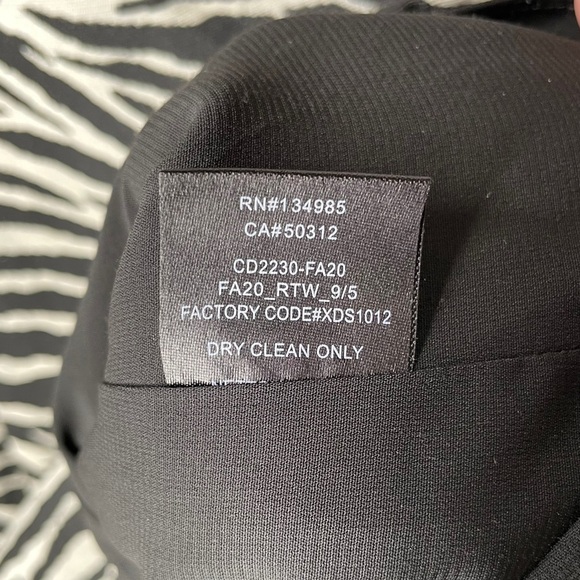 RN#134985
CA#50312
CD2230-FA20
FA20_RTW_9/5
FACTORY CODE#XDS1012
DRY CLEAN ONLY